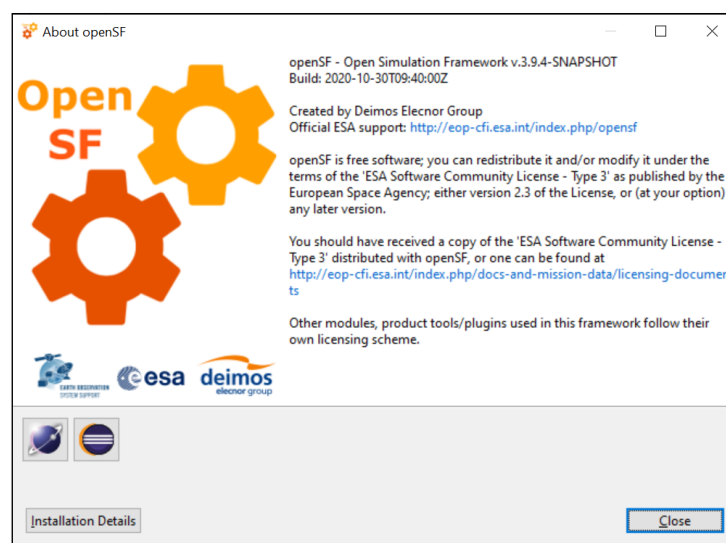 About openSF
Open
SF
openSF - Open Simulation Framework v.3.9.4-SNAPSHOT
Build: 2020-10-30T09:40:00Z
Created by Deimos Elecnor Group
Official ESA support: http://eop-cfi.esa.int/index.php/opensf
openSF is free software; you can redistribute it and/or modify it under the
terms of the 'ESA Software Community License - Type 3' as published by the
European Space Agency; either version 2.3 of the License, or (at your option)
any later version.
You should have received a copy of the 'ESA Software Community License -
Type 3' distributed with openSF, or one can be found at
http://eop-cfi.esa.int/index.php/docs-and-mission-data/licensing-documen
ts
Other modules, product tools/plugins used in this framework follow their
own licensing scheme.
EARTH OBSERVATION
SYSTEM SUPPORT
esa
deimos
elecnor group
Installation Details
Close